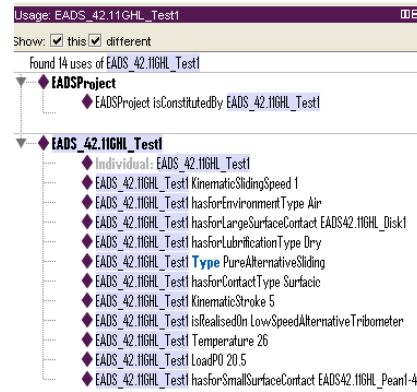 Usage: EADS_42.11GHL_Test1
Show: this different
Found 14 uses of EADS_42.11GHL_Test1
EADSProject
EADSProject isConstitutedBy EADS_42.11GHL_Test1
EADS_42.11GHL_Test1
Individual: EADS_42.11GHL_Test1
EADS_42.11GHL_Test1 KinematicSlidingSpeed 1
EADS_42.11GHL_Test1 hasforEnvironmentType Air
EADS_42.11GHL_Test1 hasForLargeSurfaceContact EADS42.11GHL_Disk1
EADS_42.11GHL_Test1 hasForLubrificationType Dry
EADS_42.11GHL_Test1 Type PureAlternativeSliding
EADS_42.11GHL_Test1 hasforContactType Surfacic
EADS_42.11GHL_Test1 KinematicStroke 5
EADS_42.11GHL_Test1 isRealisedOn LowSpeedAlternativeTribometer
EADS_42.11GHL_Test1 Temperature 26
EADS_42.11GHL_Test1 LoadP0 20.5
EADS_42.11GHL_Test1 hasforSmallSurfaceContact EADS42.11GHL_Pean1-4